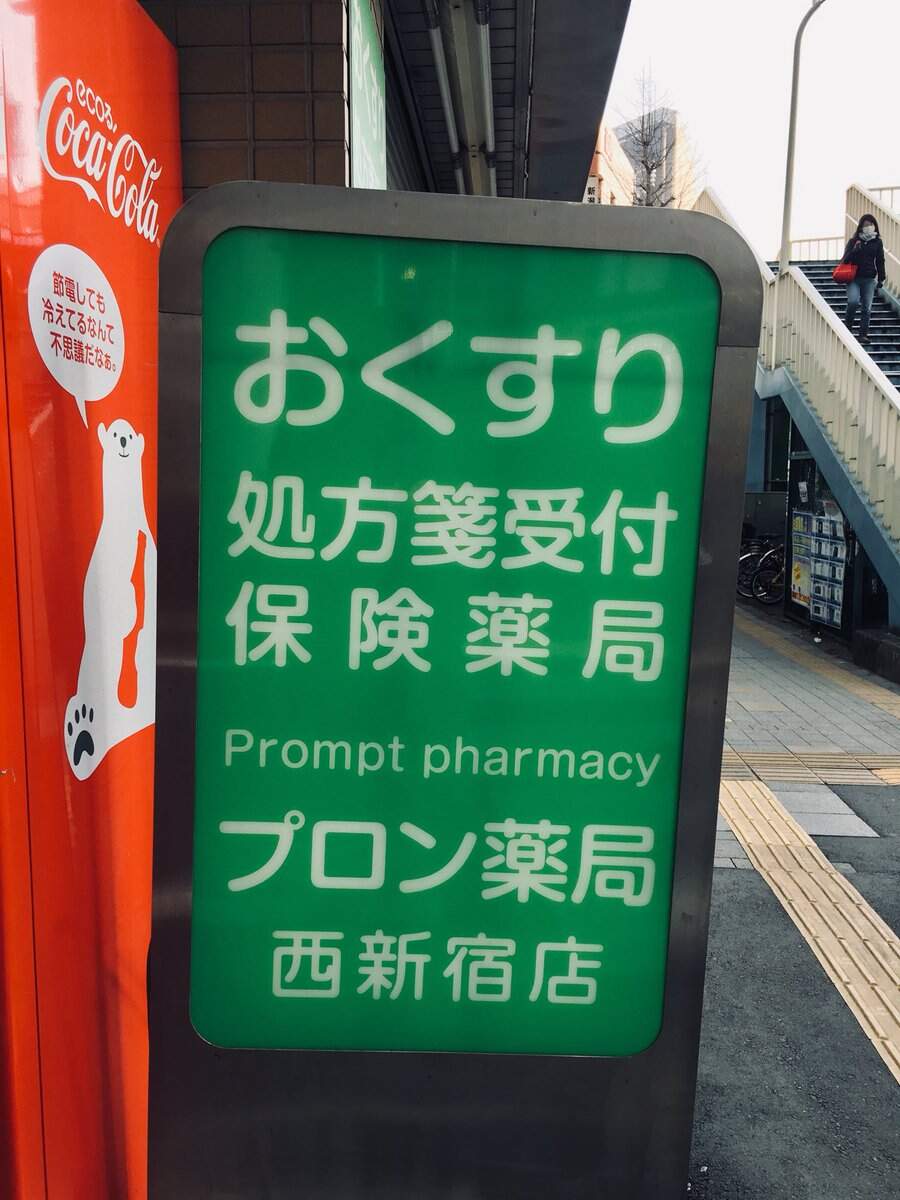 ecoる
Coca-Cola
節電しても
冷えてるなんて
不思議だなぁ。
おくすり
処方箋受付
保険薬局
Prompt pharmacy
プロン薬局
西新宿店